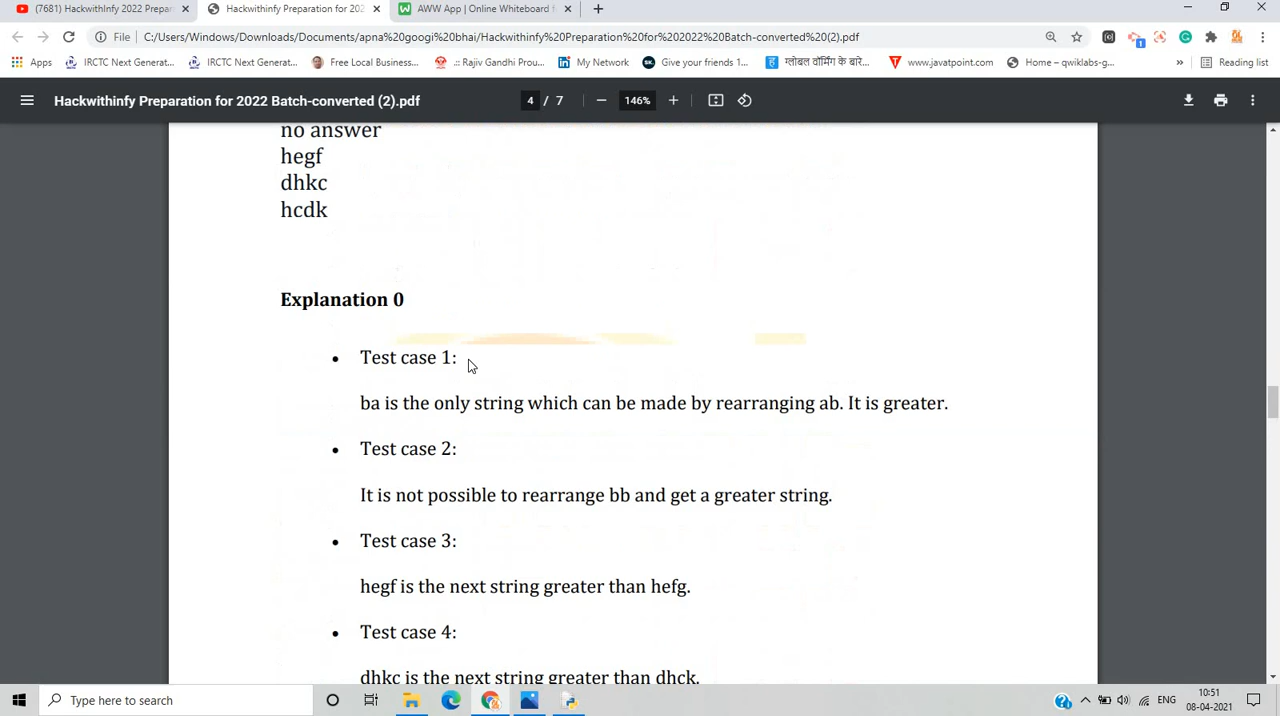 (7681) HackwithInfy 2022 Prepar
Hackwithinfy Preparation for 202
AWW App | Online Whiteboard f
File
C:/Users/Windows/Downloads/Documents/apna%20googi%20bhai/Hackwithinfy%20Preparation%20for%202022%20Batch-converted%20(2).pdf
Apps
IRCTC Next Generat...
IRCTC Next Generat...
Free Local Business...
.:: Rajiv Gandhi Prou...
My Network
Give your friends 1...
ग्लोबल वॉर्मिंग के बारे...
www.javatpoint.com
Home – qwiklabs-g...
»
Reading list
Hackwithinfy Preparation for 2022 Batch-converted (2).pdf
4 / 7
146%
no answer
hegf
dhkc
hcdk
Explanation 0
• Test case 1:
ba is the only string which can be made by rearranging ab. It is greater.
• Test case 2:
It is not possible to rearrange bb and get a greater string.
• Test case 3:
hegf is the next string greater than hefg.
• Test case 4:
dhkc is the next string greater than dhck.
Type here to search
ENG
10:51
08-04-2021